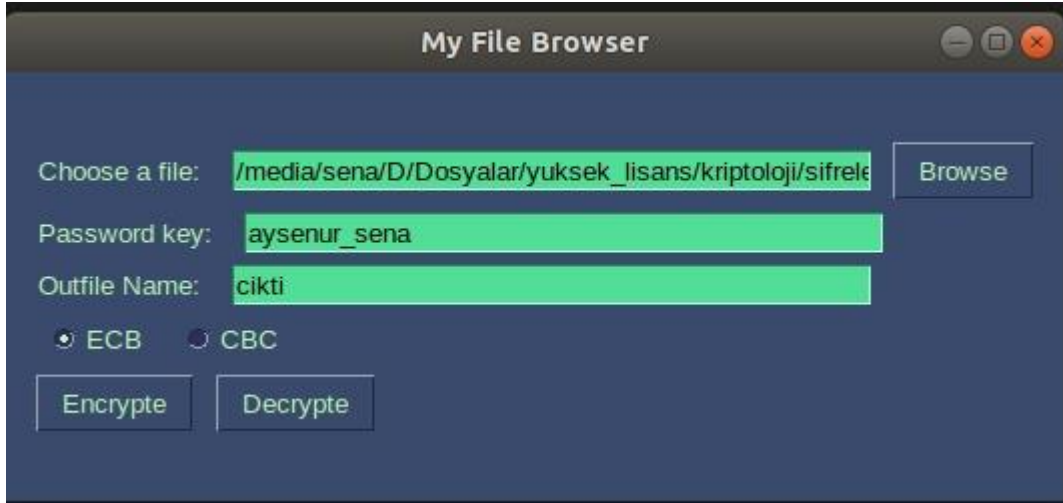 My File Browser
Choose a file: /media/sena/D/Dosyalar/yuksek_lisans/kriptoloji/sifrele Browse
Password key: aysenur_sena
Outfile Name: cikti
ECB CBC
Encrypte Decrypte